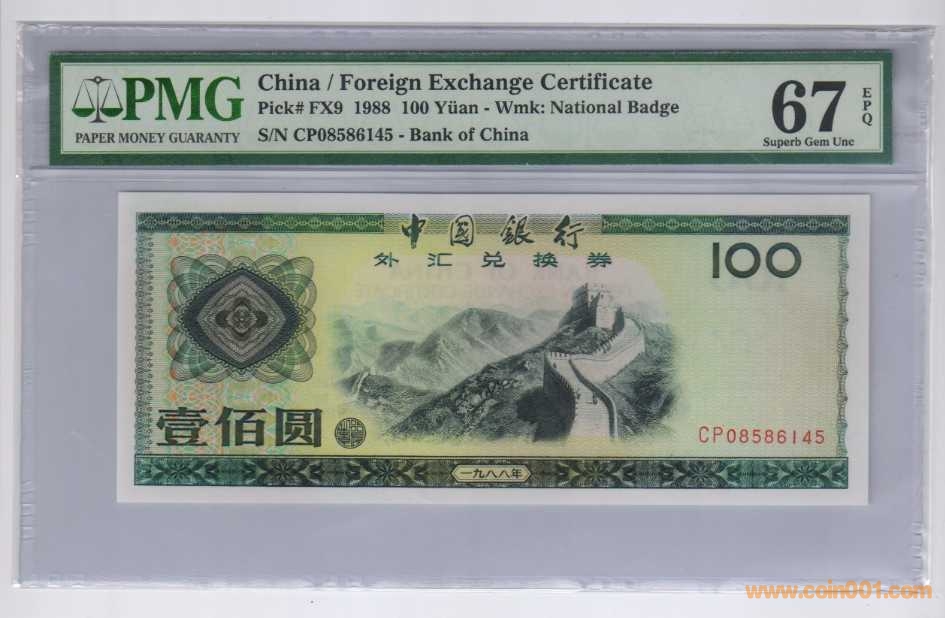 PMG
PAPER MONEY GUARANTY
China / Foreign Exchange Certificate
Pick# FX9 1988 100 Yüan - Wmk: National Badge
S/N CP08586145 - Bank of China
67 EPQ
Superb Gem Unc
中國銀行
外汇兑换券
100
壹佰圆
CP08586145
一九八八年
www.coin001.com